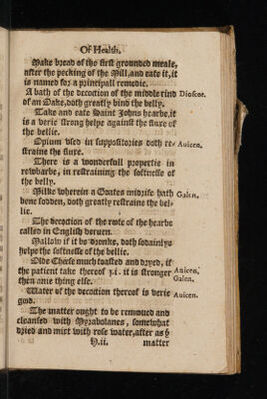 Of Health.
Make bread of the first grounded meale,
after the pecking of the Mill, and eate it, it
is named for a principall remedie.
A bath of the decoction of the middle rind Dioscor.
of an Oake, doth greatly bind the belly.
Take and eate Saint Johns hearbe, it
is a verie strong helpe against the fluxe of
the bellie.
Opium vsed in suppositories doth re- Auicen.
straine the fluxe.
There is a wonderfull propertie in
rewbarbe, in restraining the softnesse of
the belly.
Milke wherein a Goates midrife hath Galen.
bene sodden, doth greatly restraine the bel-
lie.
The decoction of the roote of the hearbe
called in English
Mallow if it be dronke, doth sodainlye
helpe the softnesse of the bellie.
Olde Cheese much toasted and dryed, if
the patient take thereof ʒ.i. it is stronger Auicen.
then anie thing else. Galen.
Water of the decoction thereof is verie Auicen.
good.
The matter ought to be remoued and
cleansed with Myrabolanes, somewhat
dried and mixt with rose water, after as yͤ
H.ii. matter